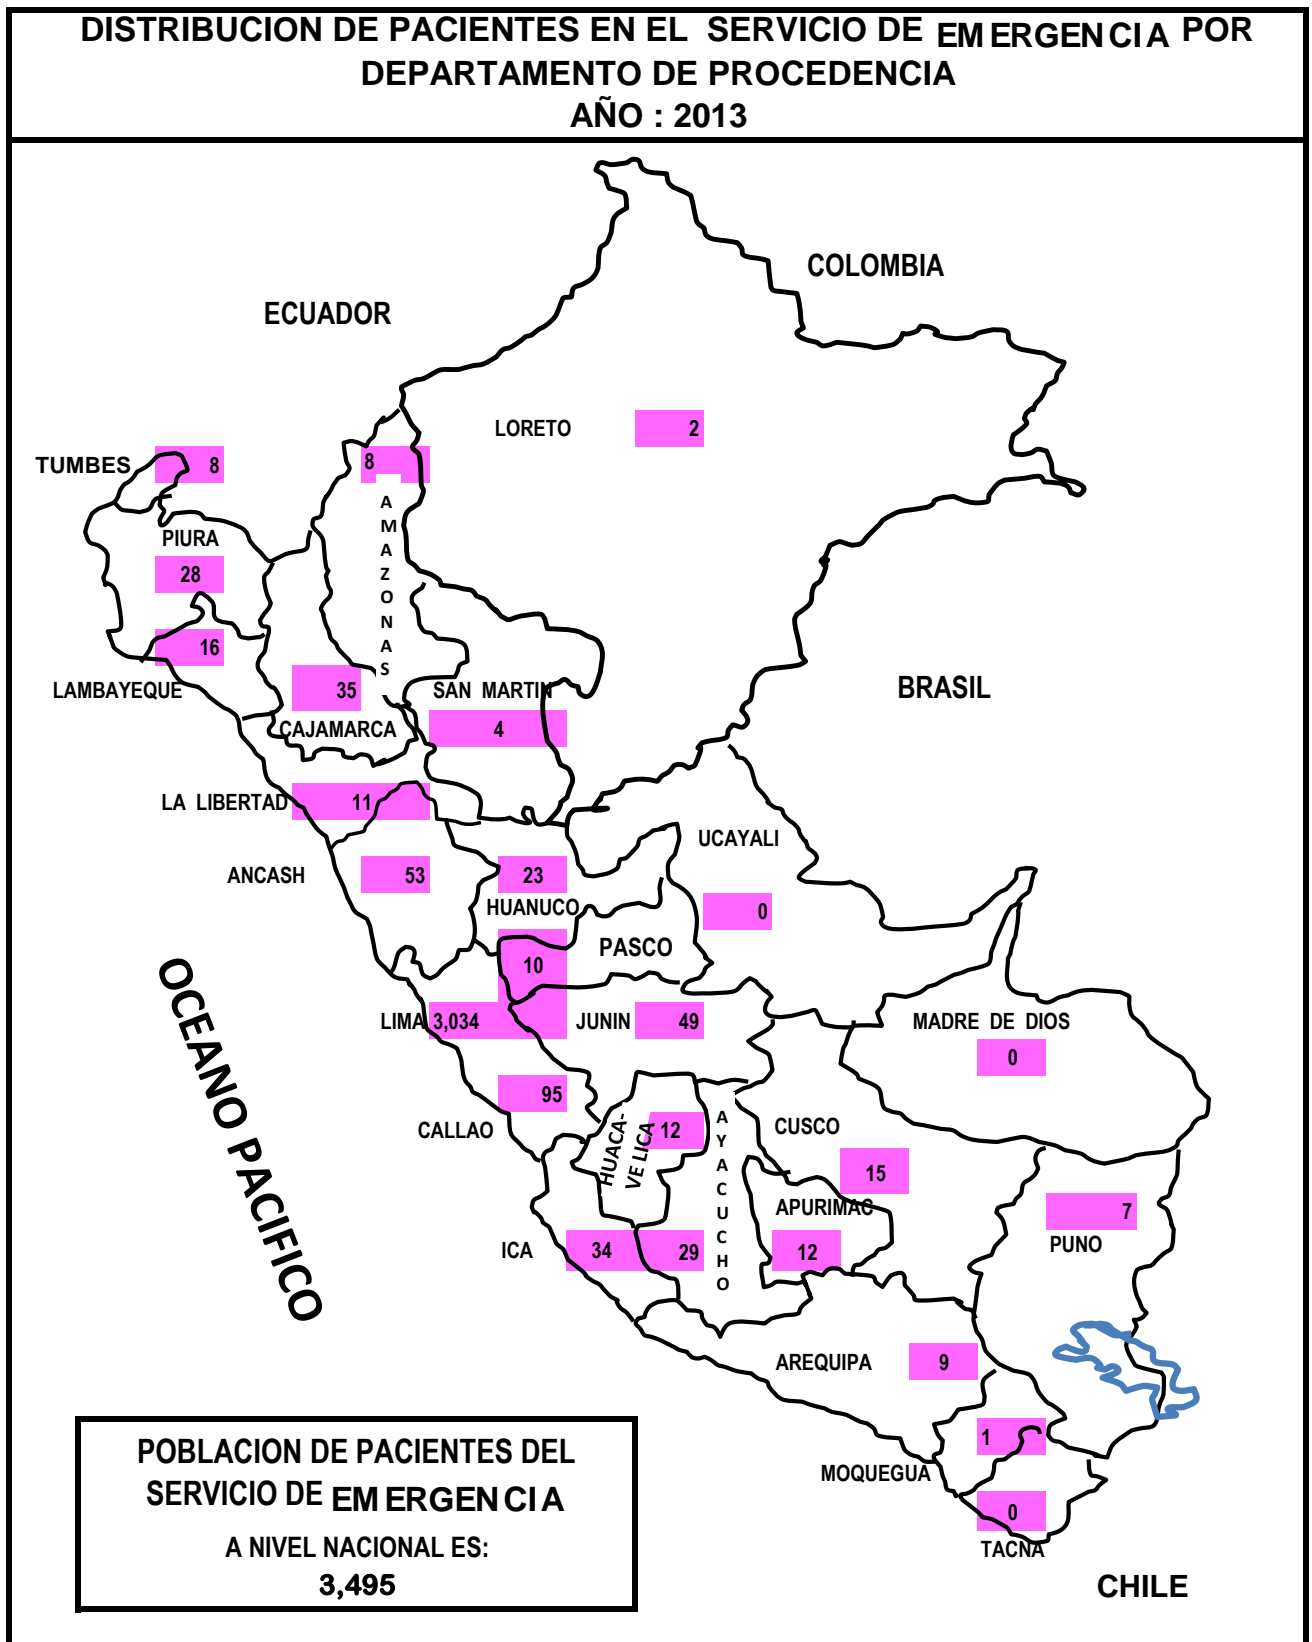 DISTRIBUCION DE PACIENTES EN EL SERVICIO DE EMERGENCIA POR
DEPARTAMENTO DE PROCEDENCIA
AÑO : 2013
COLOMBIA
ECUADOR
LORETO 2
TUMBES 8
8
AMAZONAS
PIURA
28
16
LAMBAYEQUE
35
CAJAMARCA
SAN MARTIN
4
BRASIL
LA LIBERTAD 11
UCAYALI
0
ANCASH 53
23
HUANUCO
PASCO
10
LIMA 3,034
JUNIN 49
MADRE DE DIOS
0
OCEANO PACIFICO
95
CALLAO
HUACA-
VE LICA
12
AYACUCHO
CUSCO
15
APURIMAC
12
7
PUNO
ICA 34
29
AREQUIPA 9
1
MOQUEGUA
0
TACNA
CHILE
POBLACION DE PACIENTES DEL
SERVICIO DE EMERGENCIA
A NIVEL NACIONAL ES:
3,495